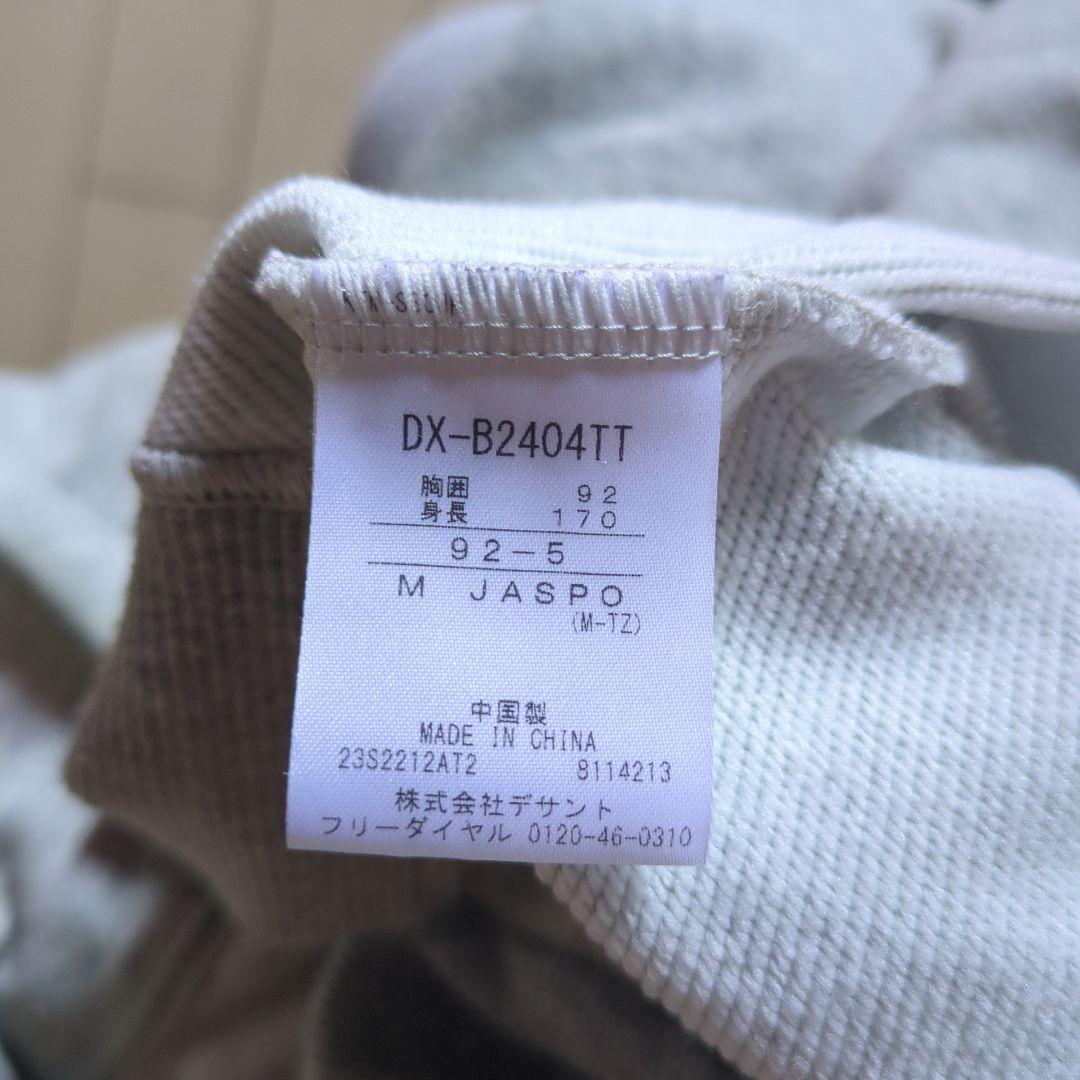 DX-B2404TT
胸囲 92
身長 170
92-5
M JASPO
(M-TZ)
中国製
MADE IN CHINA
23S2212AT2 8114213
株式会社デサント
フリーダイヤル 0120-46-0310